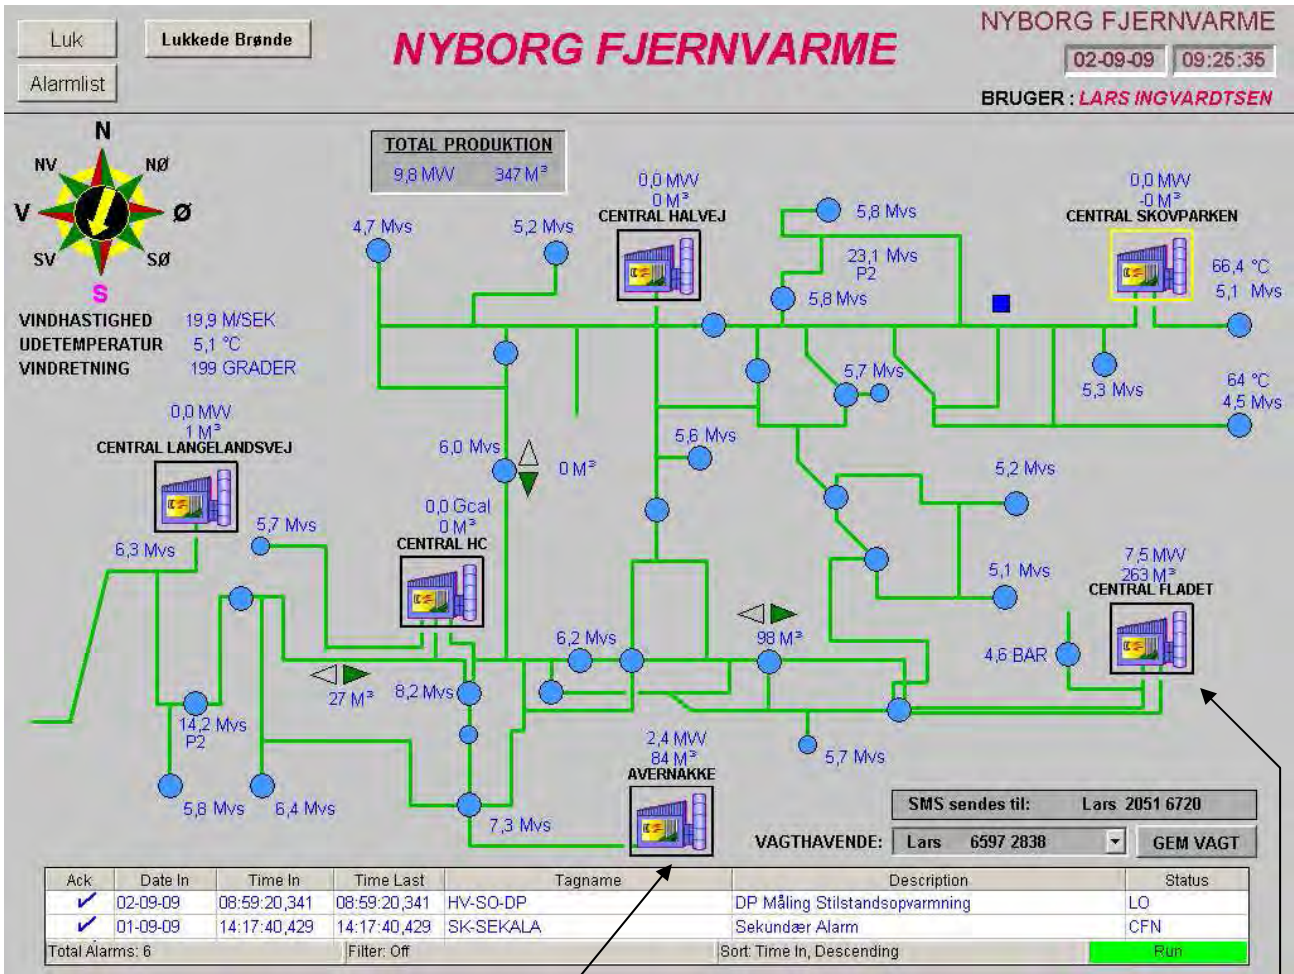 Luk
Lukkede Brønde
Alarmlist
NYBORG FJERNVARME
NYBORG FJERNVARME
02-09-09 09:25:35
BRUGER : LARS INGVARDTSEN
N
NV NØ
V Ø
SV SØ
S
VINDHASTIGHED 19,9 M/SEK
UDETEMPERATUR 5,1 °C
VINDRETNING 199 GRADER
TOTAL PRODUKTION
9,8 MW 347 M³
4,7 Mvs
5,2 Mvs
0,0 MW
0 M³
CENTRAL HALVEJ
5,8 Mvs
23,1 Mvs
P2
5,8 Mvs
0,0 MW
-0 M³
CENTRAL SKOVPARKEN
66,4 °C
5,1 Mvs
5,7 Mvs
5,3 Mvs
64 °C
4,5 Mvs
0,0 MW
1 M³
CENTRAL LANGELANDSVEJ
6,0 Mvs
0 M³
5,6 Mvs
5,2 Mvs
0,0 Gcal
0 M³
CENTRAL HC
5,7 Mvs
6,3 Mvs
5,1 Mvs
7,5 MW
263 M³
CENTRAL FLADET
6,2 Mvs
98 M³
4,6 BAR
27 M³
8,2 Mvs
14,2 Mvs
P2
2,4 MW
84 M³
AVERNAKKE
5,7 Mvs
5,8 Mvs
6,4 Mvs
7,3 Mvs
SMS sendes til: Lars 2051 6720
VAGTHAVENDE: Lars 6597 2838 GEM VAGT
Ack Date In Time In Time Last Tagname Description Status
02-09-09 08:59:20,341 08:59:20,341 HV-SO-DP DP Måling Stilstandsopvarmning LO
01-09-09 14:17:40,429 14:17:40,429 SK-SEKALA Sekundær Alarm CFN
Total Alarms: 6 Filter: Off Sort: Time In, Descending Run